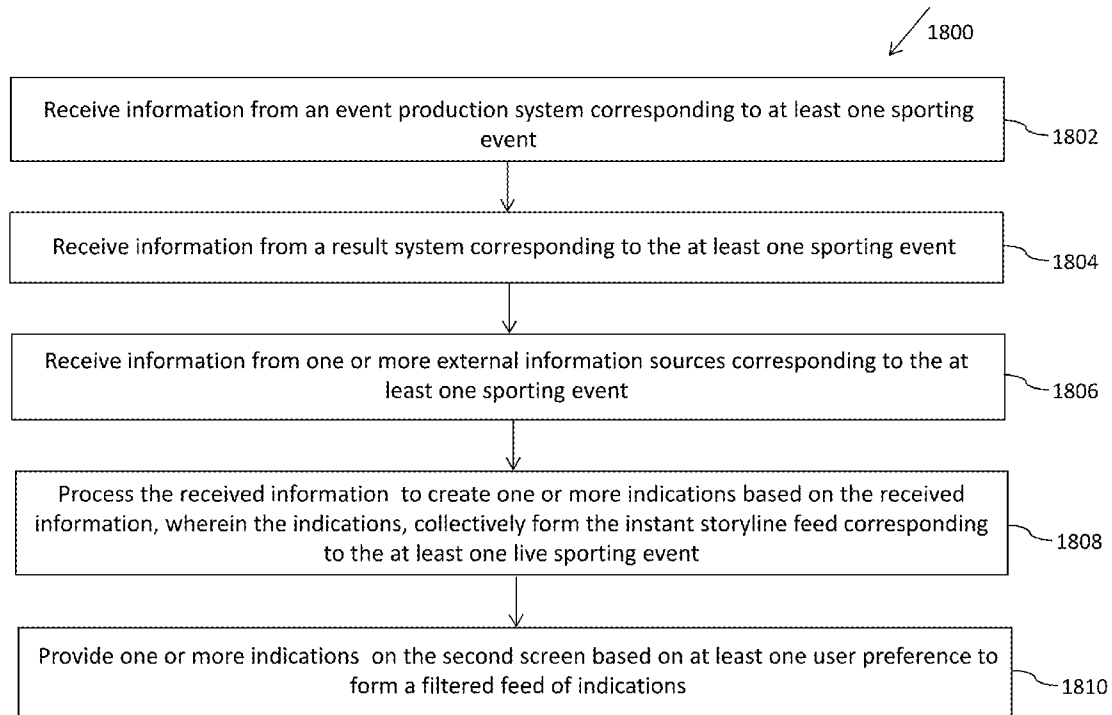 1800
Receive information from an event production system corresponding to at least one sporting
event
1802
Receive information from a result system corresponding to the at least one sporting event
1804
Receive information from one or more external information sources corresponding to the at
least one sporting event
1806
Process the received information to create one or more indications based on the received
information, wherein the indications, collectively form the instant storyline feed corresponding
to the at least one live sporting event
1808
Provide one or more indications on the second screen based on at least one user preference to
form a filtered feed of indications
1810